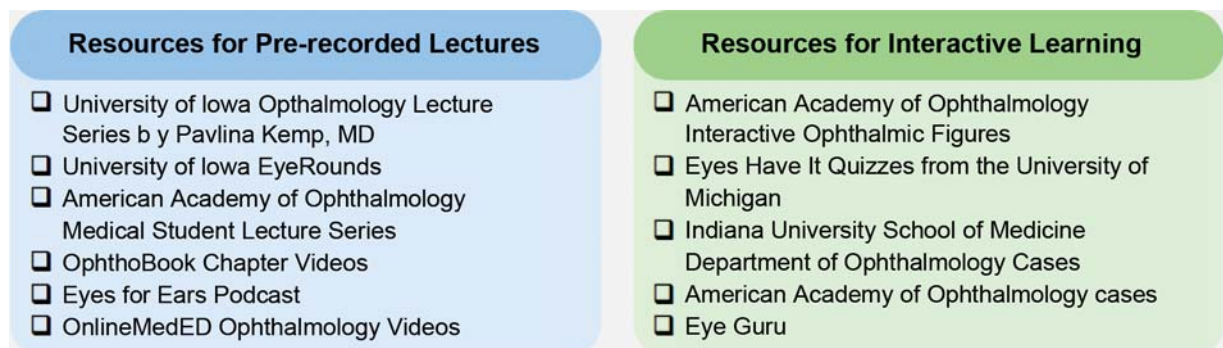 Resources for Pre-recorded Lectures
❑ University of Iowa Opthalmology Lecture
Series b y Pavlina Kemp, MD
❑ University of Iowa EyeRounds
❑ American Academy of Ophthalmology
Medical Student Lecture Series
❑ OphthoBook Chapter Videos
❑ Eyes for Ears Podcast
❑ OnlineMedED Ophthalmology Videos
Resources for Interactive Learning
❑ American Academy of Ophthalmology
Interactive Ophthalmic Figures
❑ Eyes Have It Quizzes from the University of
Michigan
❑ Indiana University School of Medicine
Department of Ophthalmology Cases
❑ American Academy of Ophthalmology cases
❑ Eye Guru